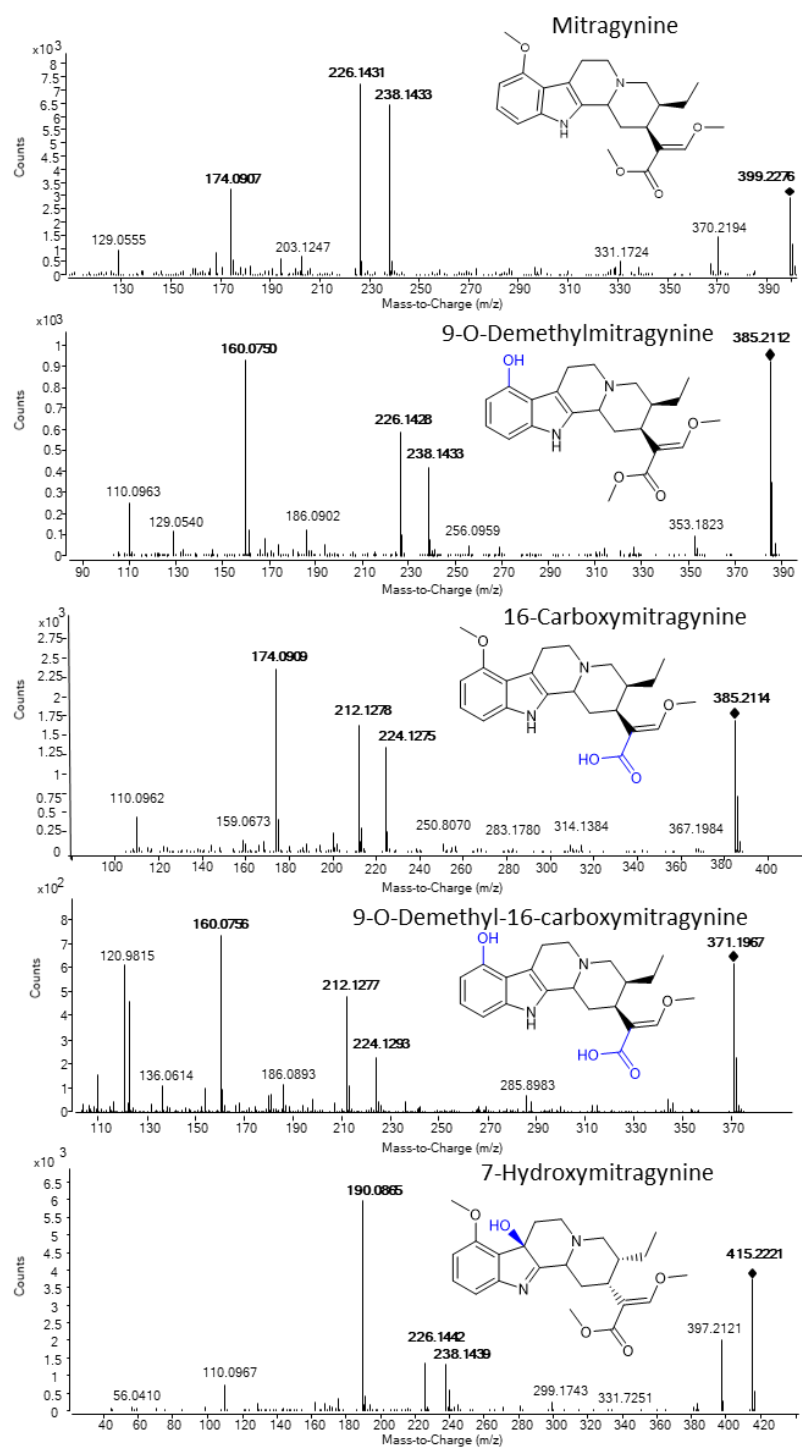 Mitragynine
x10³
8
7.5
7
6.5
6
5.5
5
4.5
4
3.5
3
2.5
2
1.5
1
0.5
0
Counts
226.1431
238.1433
174.0907
129.0555
203.1247
331.1724
370.2194
399.2276
O
N
NH
O
O
O
130 150 170 190 210 230 250 270 290 310 330 350 370 390
Mass-to-Charge (m/z)
9-O-Demethylmitragynine
x10³
1
0.9
0.8
0.7
0.6
0.5
0.4
0.3
0.2
0.1
0
Counts
160.0750
226.1428
238.1433
110.0963
129.0540
186.0902
256.0959
353.1823
385.2112
OH
N
NH
O
O
O
90 110 130 150 170 190 210 230 250 270 290 310 330 350 370 390
Mass-to-Charge (m/z)
16-Carboxymitragynine
x10³
2.75
2.5
2.25
2
1.75
1.5
1.25
1
0.75
0.5
0.25
0
Counts
174.0909
212.1278
224.1275
110.0962
159.0673
250.8070
283.1780
314.1384
367.1984
385.2114
O
N
NH
O
HO
O
100 120 140 160 180 200 220 240 260 280 300 320 340 360 380 400
Mass-to-Charge (m/z)
9-O-Demethyl-16-carboxymitragynine
x10²
8
7
6
5
4
3
2
1
0
Counts
160.0756
120.9815
212.1277
224.1293
136.0614
186.0893
285.8983
371.1967
OH
N
NH
O
HO
O
110 130 150 170 190 210 230 250 270 290 310 330 350 370
Mass-to-Charge (m/z)
7-Hydroxymitragynine
x10³
6.5
6
5.5
5
4.5
4
3.5
3
2.5
2
1.5
1
0.5
0
Counts
190.0865
226.1442
238.1439
110.0967
56.0410
299.1743
331.7251
397.2121
415.2221
O
HO
N
N
O
O
O
40 60 80 100 120 140 160 180 200 220 240 260 280 300 320 340 360 380 400 420
Mass-to-Charge (m/z)